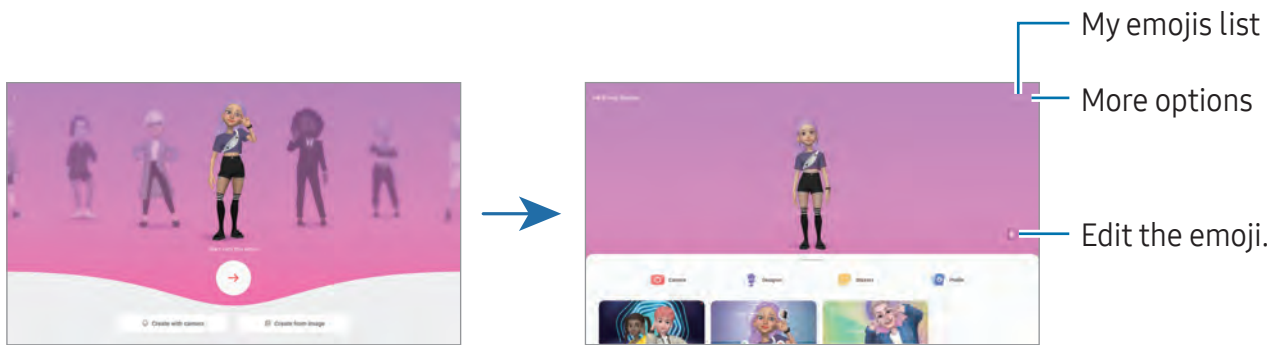 My emojis list
More options
Edit the emoji.
Create with camera
Create from image
Camera
Stickers
Profile